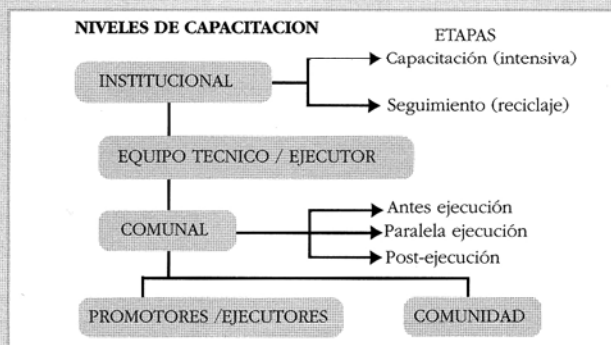 NIVELES DE CAPACITACION
ETAPAS
INSTITUCIONAL
Capacitación (intensiva)
Seguimiento (reciclaje)
EQUIPO TECNICO / EJECUTOR
COMUNAL
Antes ejecución
Paralela ejecución
Post-ejecución
PROMOTORES /EJECUTORES
COMUNIDAD